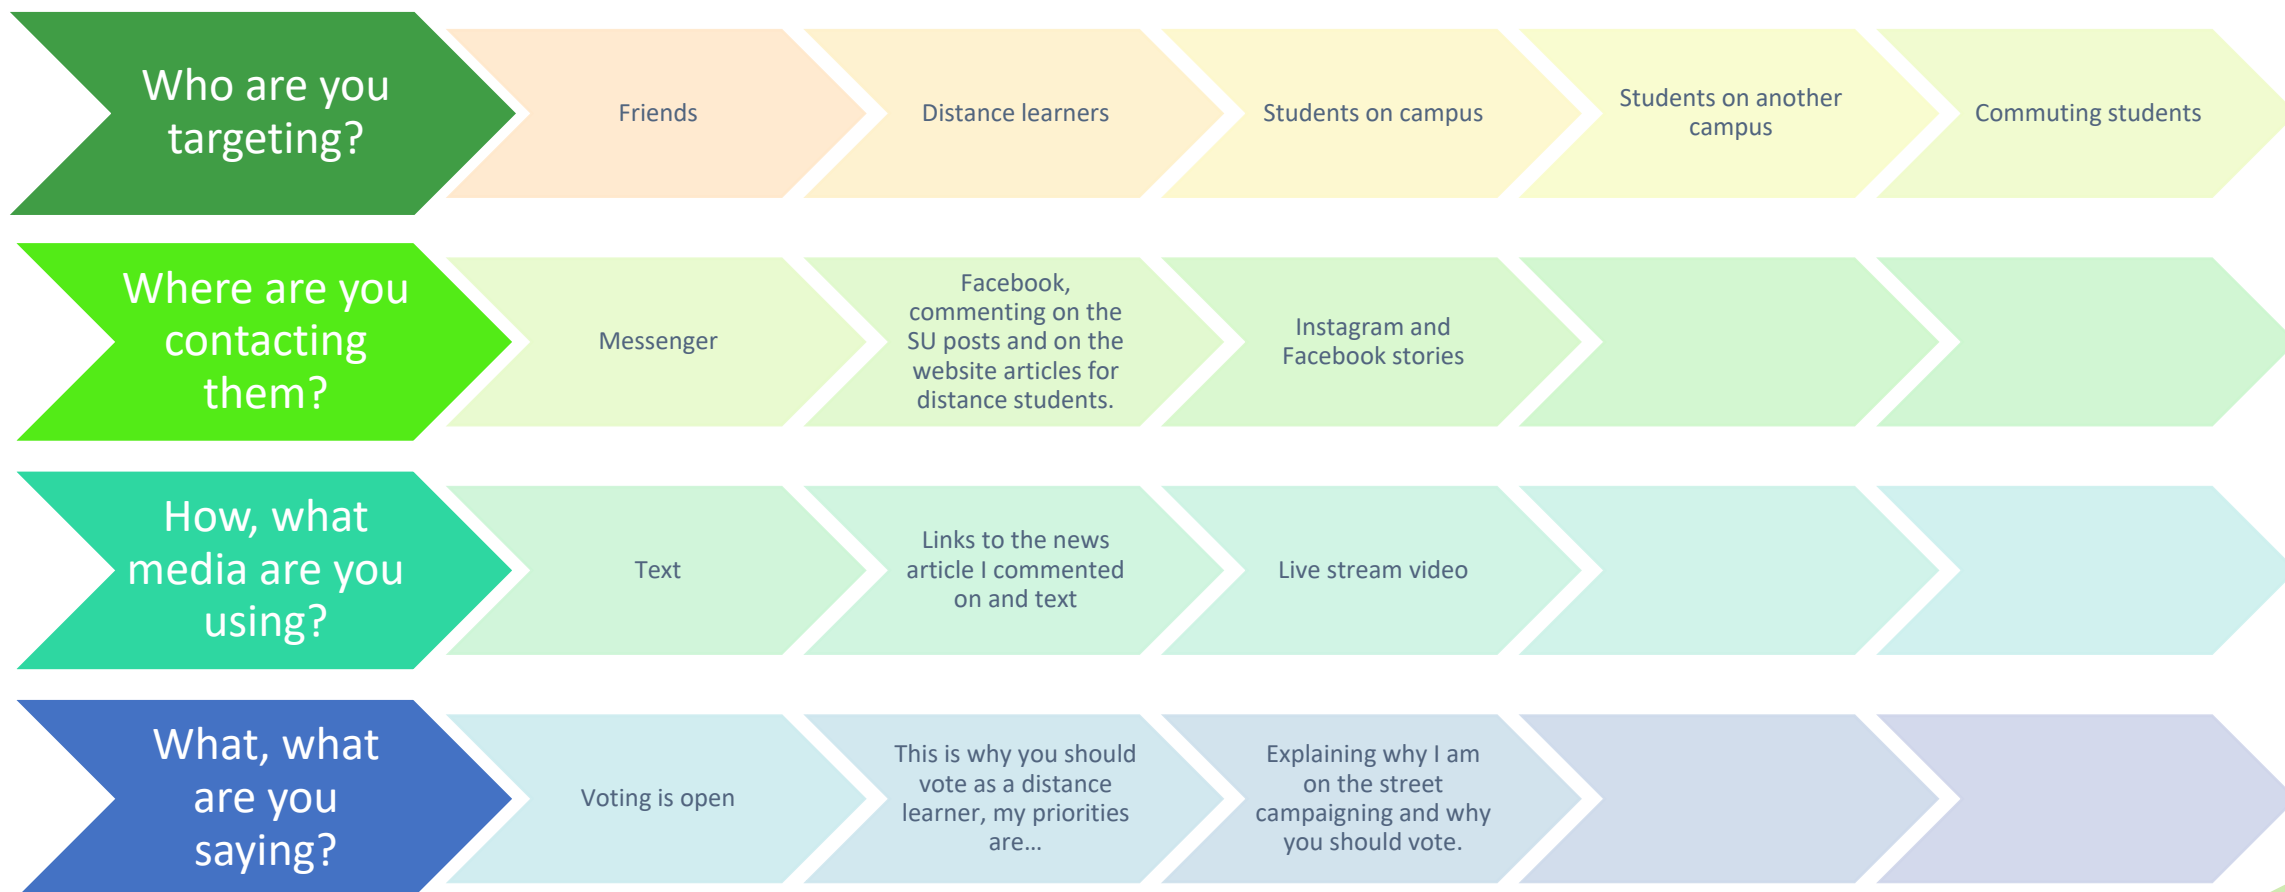 Who are you
targeting?
Friends
Distance learners
Students on campus
Students on another
campus
Commuting students
Where are you
contacting
them?
Messenger
Facebook,
commenting on the
SU posts and on the
website articles for
distance students.
Instagram and
Facebook stories
How, what
media are you
using?
Text
Links to the news
article I commented
on and text
Live stream video
What, what
are you
saying?
Voting is open
This is why you should
vote as a distance
learner, my priorities
are...
Explaining why I am
on the street
campaigning and why
you should vote.